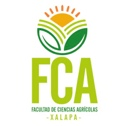 FCA
FACULTAD DE CIENCIAS AGRÍCOLAS
-XALAPA-